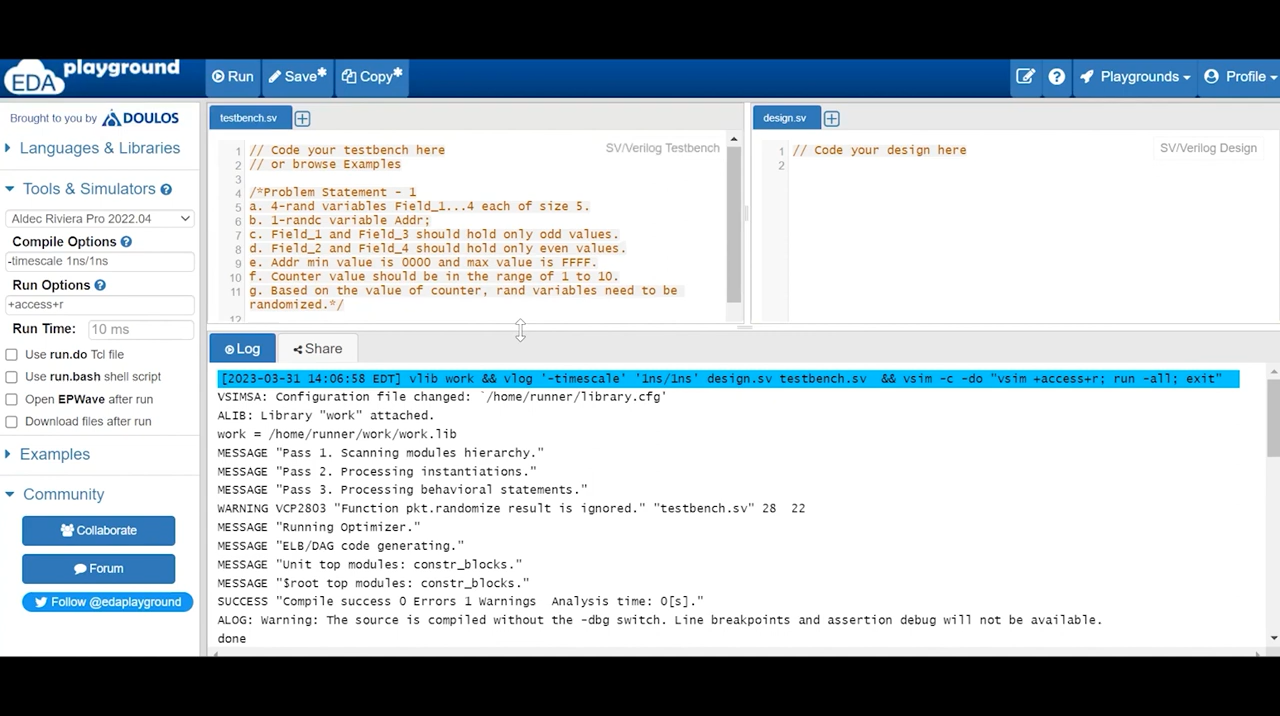 EDA playground
Run
Save*
Copy*
Playgrounds
Profile
Brought to you by DOULOS
Languages & Libraries
Tools & Simulators
Aldec Riviera Pro 2022.04
Compile Options
-timescale 1ns/1ns
Run Options
+access+r
Run Time: 10 ms
Use run.do Tcl file
Use run.bash shell script
Open EPWave after run
Download files after run
Examples
Community
Collaborate
Forum
Follow @edaplayground
testbench.sv
SV/Verilog Testbench
1 // Code your testbench here
2 // or browse Examples
3
4 /*Problem Statement - 1
5 a. 4-rand variables Field_1...4 each of size 5.
6 b. 1-randc variable Addr;
7 c. Field_1 and Field_3 should hold only odd values.
8 d. Field_2 and Field_4 should hold only even values.
9 e. Addr min value is 0000 and max value is FFFF.
10 f. Counter value should be in the range of 1 to 10.
11 g. Based on the value of counter, rand variables need to be
randomized.*/
12
design.sv
SV/Verilog Design
1 // Code your design here
2
Log
Share
[2023-03-31 14:06:58 EDT] vlib work && vlog '-timescale' '1ns/1ns' design.sv testbench.sv && vsim -c -do "vsim +access+r; run -all; exit"
VSIMSA: Configuration file changed: `/home/runner/library.cfg'
ALIB: Library "work" attached.
work = /home/runner/work/work.lib
MESSAGE "Pass 1. Scanning modules hierarchy."
MESSAGE "Pass 2. Processing instantiations."
MESSAGE "Pass 3. Processing behavioral statements."
WARNING VCP2803 "Function pkt.randomize result is ignored." "testbench.sv" 28 22
MESSAGE "Running Optimizer."
MESSAGE "ELB/DAG code generating."
MESSAGE "Unit top modules: constr_blocks."
MESSAGE "$root top modules: constr_blocks."
SUCCESS "Compile success 0 Errors 1 Warnings Analysis time: 0[s]."
ALOG: Warning: The source is compiled without the -dbg switch. Line breakpoints and assertion debug will not be available.
done